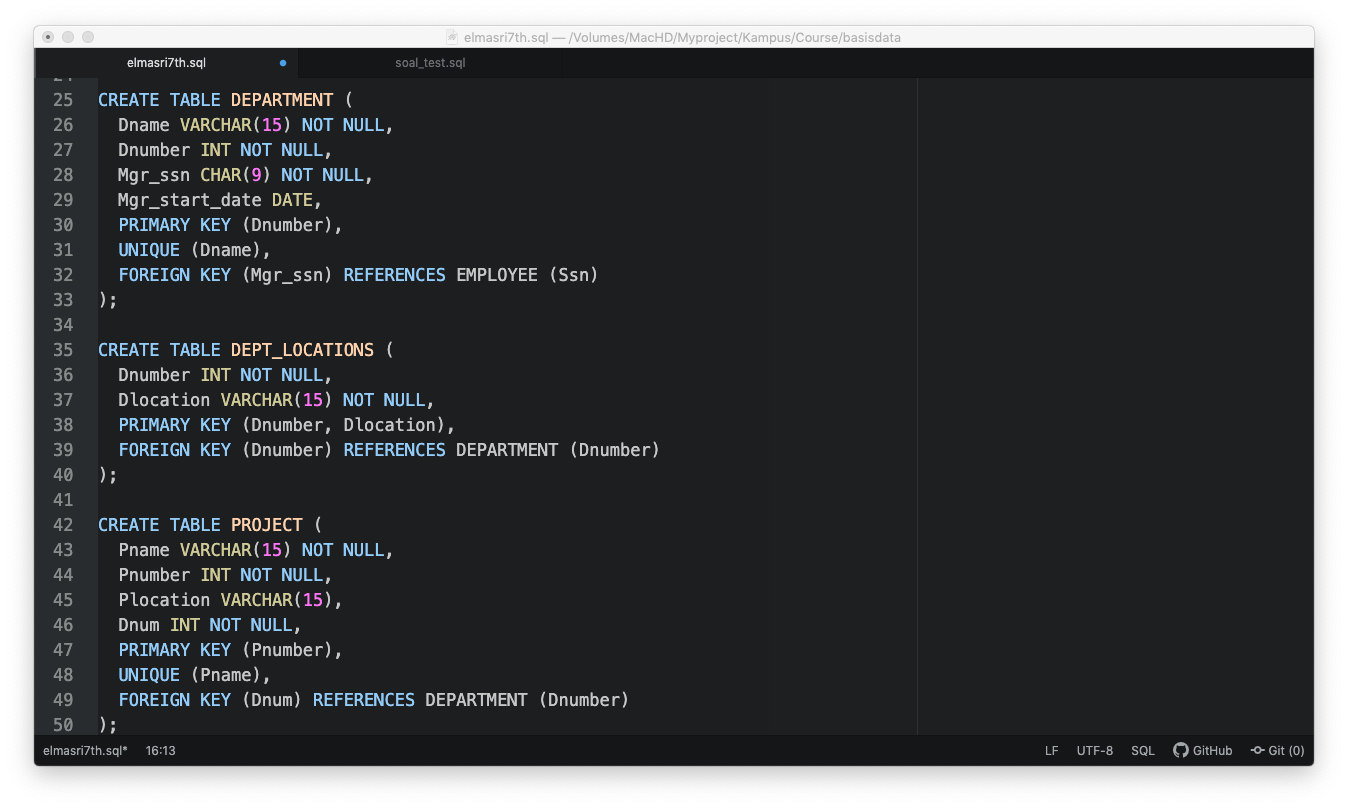 elmasri7th.sql — /Volumes/MacHD/Myproject/Kampus/Course/basisdata
elmasri7th.sql soal_test.sql
24
25 CREATE TABLE DEPARTMENT (
26 Dname VARCHAR(15) NOT NULL,
27 Dnumber INT NOT NULL,
28 Mgr_ssn CHAR(9) NOT NULL,
29 Mgr_start_date DATE,
30 PRIMARY KEY (Dnumber),
31 UNIQUE (Dname),
32 FOREIGN KEY (Mgr_ssn) REFERENCES EMPLOYEE (Ssn)
33 );
34
35 CREATE TABLE DEPT_LOCATIONS (
36 Dnumber INT NOT NULL,
37 Dlocation VARCHAR(15) NOT NULL,
38 PRIMARY KEY (Dnumber, Dlocation),
39 FOREIGN KEY (Dnumber) REFERENCES DEPARTMENT (Dnumber)
40 );
41
42 CREATE TABLE PROJECT (
43 Pname VARCHAR(15) NOT NULL,
44 Pnumber INT NOT NULL,
45 Plocation VARCHAR(15),
46 Dnum INT NOT NULL,
47 PRIMARY KEY (Pnumber),
48 UNIQUE (Pname),
49 FOREIGN KEY (Dnum) REFERENCES DEPARTMENT (Dnumber)
50 );
elmasri7th.sql* 16:13 LF UTF-8 SQL GitHub Git (0)